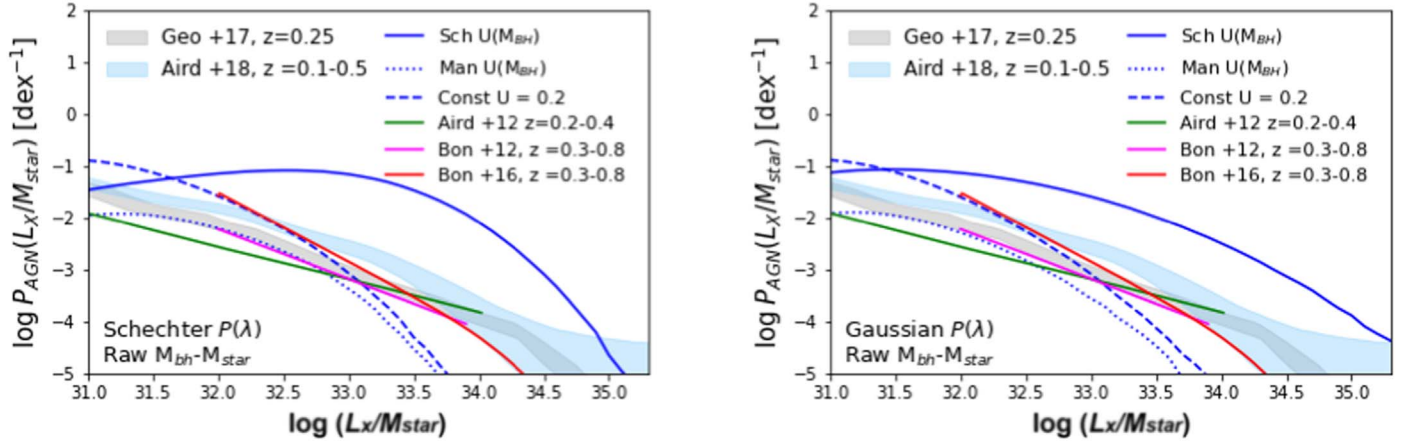 log P_AGN(L_X/M_star) [dex⁻¹]
2
1
0
−1
−2
−3
−4
−5
Geo +17, z=0.25
Aird +18, z =0.1-0.5
Sch U(M_BH)
Man U(M_BH)
Const U = 0.2
Aird +12 z=0.2-0.4
Bon +12, z =0.3-0.8
Bon +16, z =0.3-0.8
Schechter P(λ)
Raw M_bh-M_star
31.0 31.5 32.0 32.5 33.0 33.5 34.0 34.5 35.0
log (Lx/Mstar)
log P_AGN(L_X/M_star) [dex⁻¹]
2
1
0
−1
−2
−3
−4
−5
Geo +17, z=0.25
Aird +18, z =0.1-0.5
Sch U(M_BH)
Man U(M_BH)
Const U = 0.2
Aird +12 z=0.2-0.4
Bon +12, z =0.3-0.8
Bon +16, z =0.3-0.8
Gaussian P(λ)
Raw M_bh-M_star
31.0 31.5 32.0 32.5 33.0 33.5 34.0 34.5 35.0
log (Lx/Mstar)